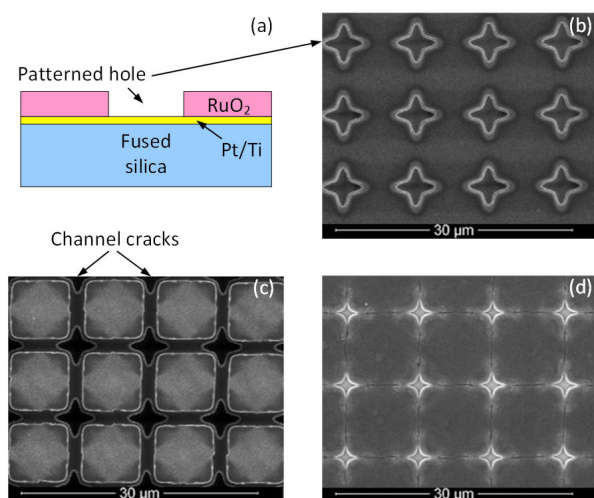 (a)
Patterned hole
RuO₂
Pt/Ti
Fused
silica
(b)
30 µm
Channel cracks
(c)
30 µm
(d)
30 µm